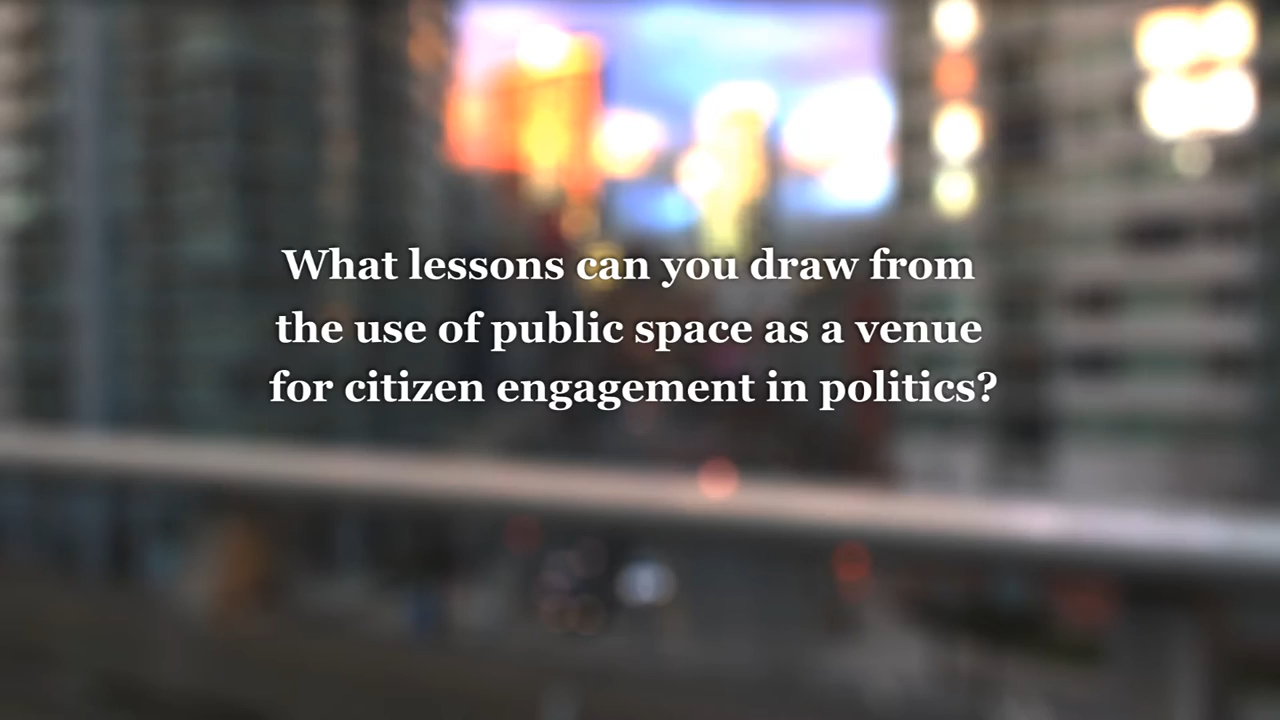 What lessons can you draw from
the use of public space as a venue
for citizen engagement in politics?